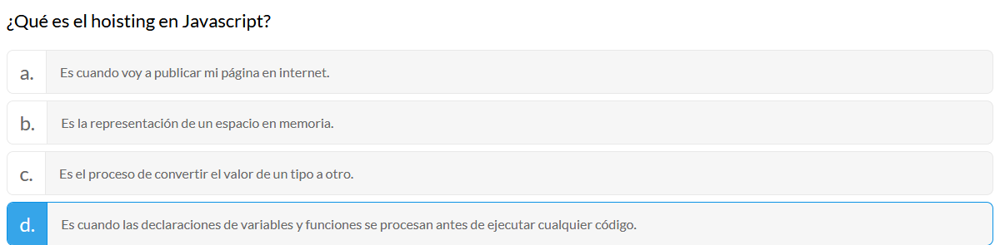 ¿Qué es el hoisting en Javascript?
a. Es cuando voy a publicar mi página en internet.
b. Es la representación de un espacio en memoria.
c. Es el proceso de convertir el valor de un tipo a otro.
d. Es cuando las declaraciones de variables y funciones se procesan antes de ejecutar cualquier código.